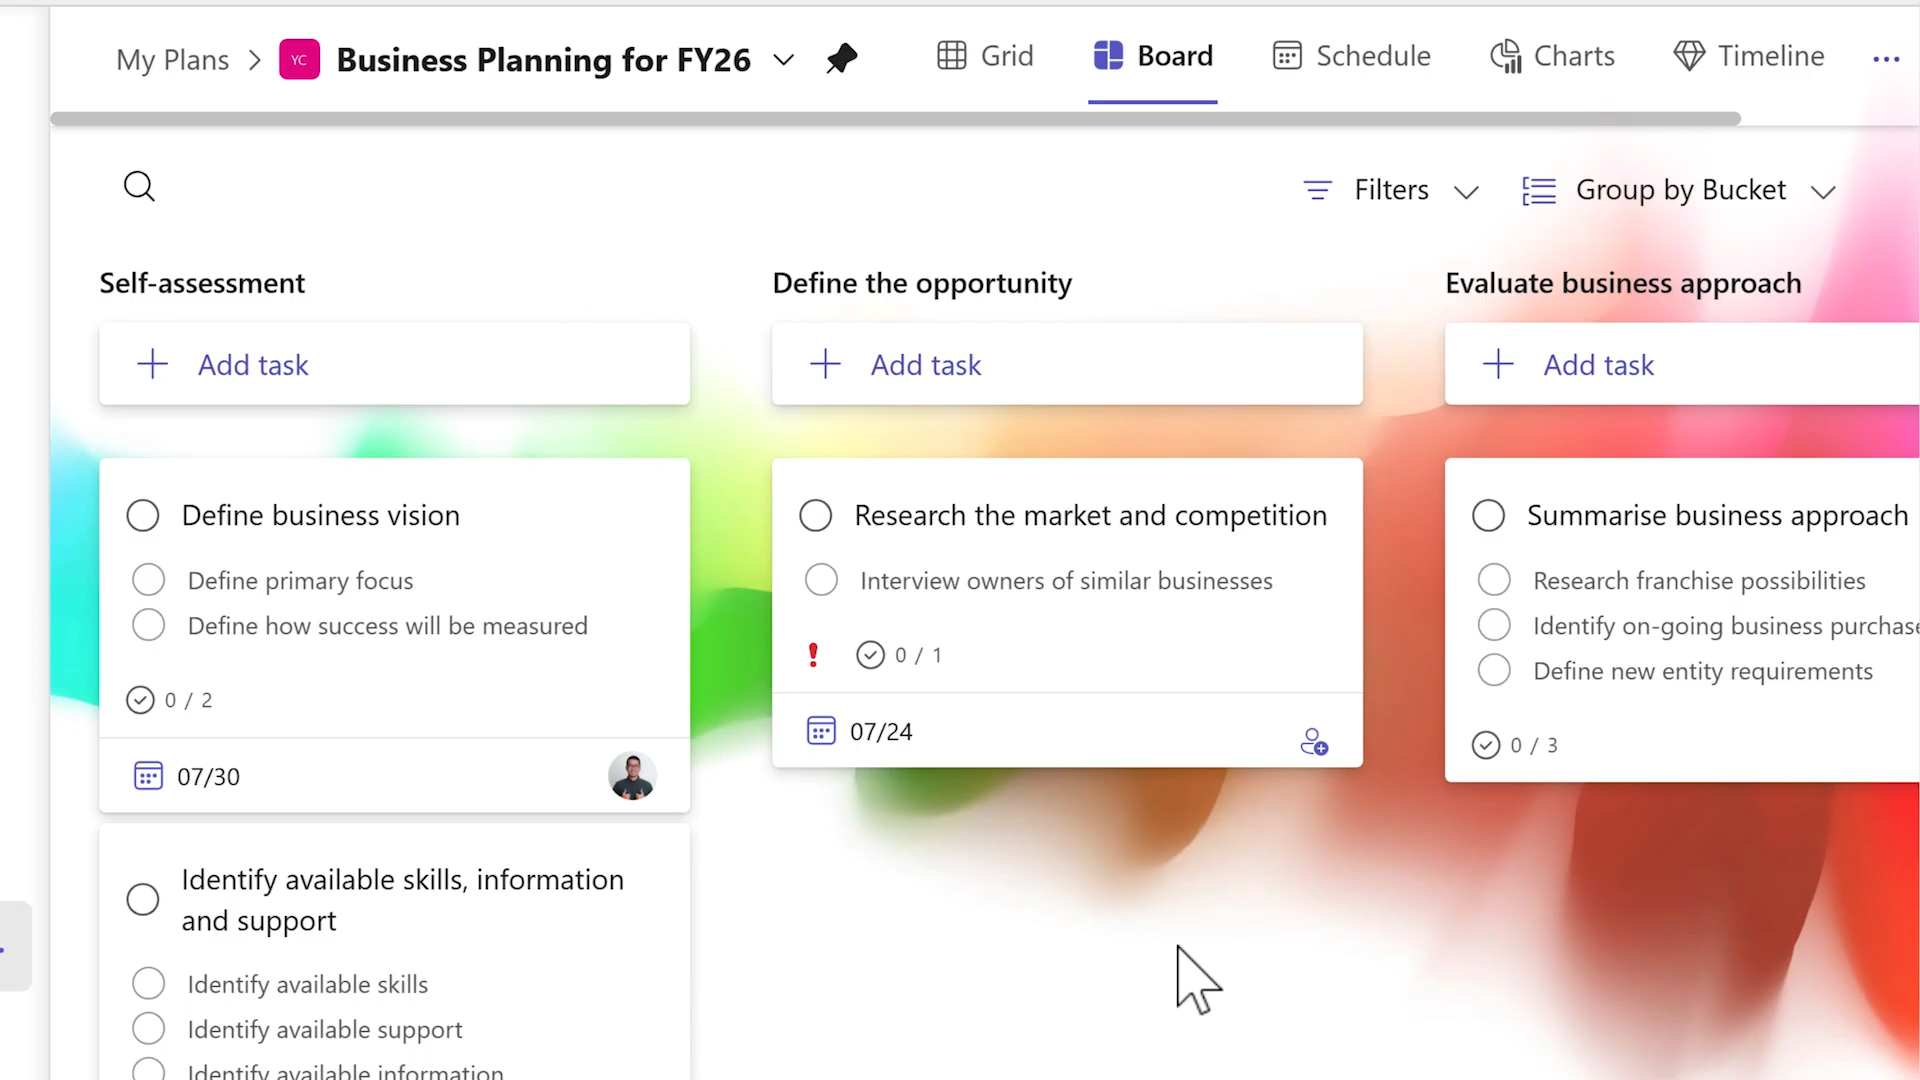 My Plans > YC Business Planning for FY26
Grid
Board
Schedule
Charts
Timeline
Filters
Group by Bucket
Self-assessment
Add task
Define business vision
Define primary focus
Define how success will be measured
0 / 2
07/30
Identify available skills, information
and support
Identify available skills
Identify available support
Identify available information
Define the opportunity
Add task
Research the market and competition
Interview owners of similar businesses
0 / 1
07/24
Evaluate business approach
Add task
Summarise business approach
Research franchise possibilities
Identify on-going business purchase
Define new entity requirements
0 / 3